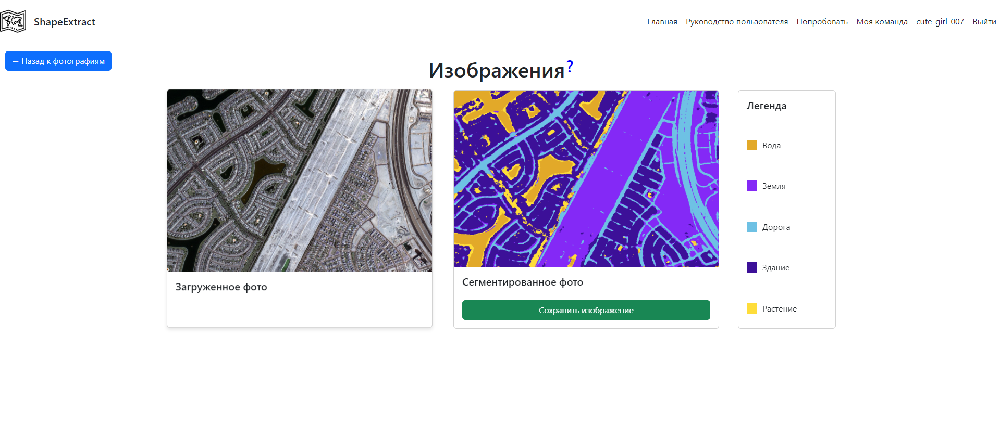 ShapeExtract
Главная Руководство пользователя Попробовать Моя команда cute_girl_007 Выйти
← Назад к фотографиям
Изображения?
Загруженное фото
Сегментированное фото
Сохранить изображение
Легенда
Вода
Земля
Дорога
Здание
Растение